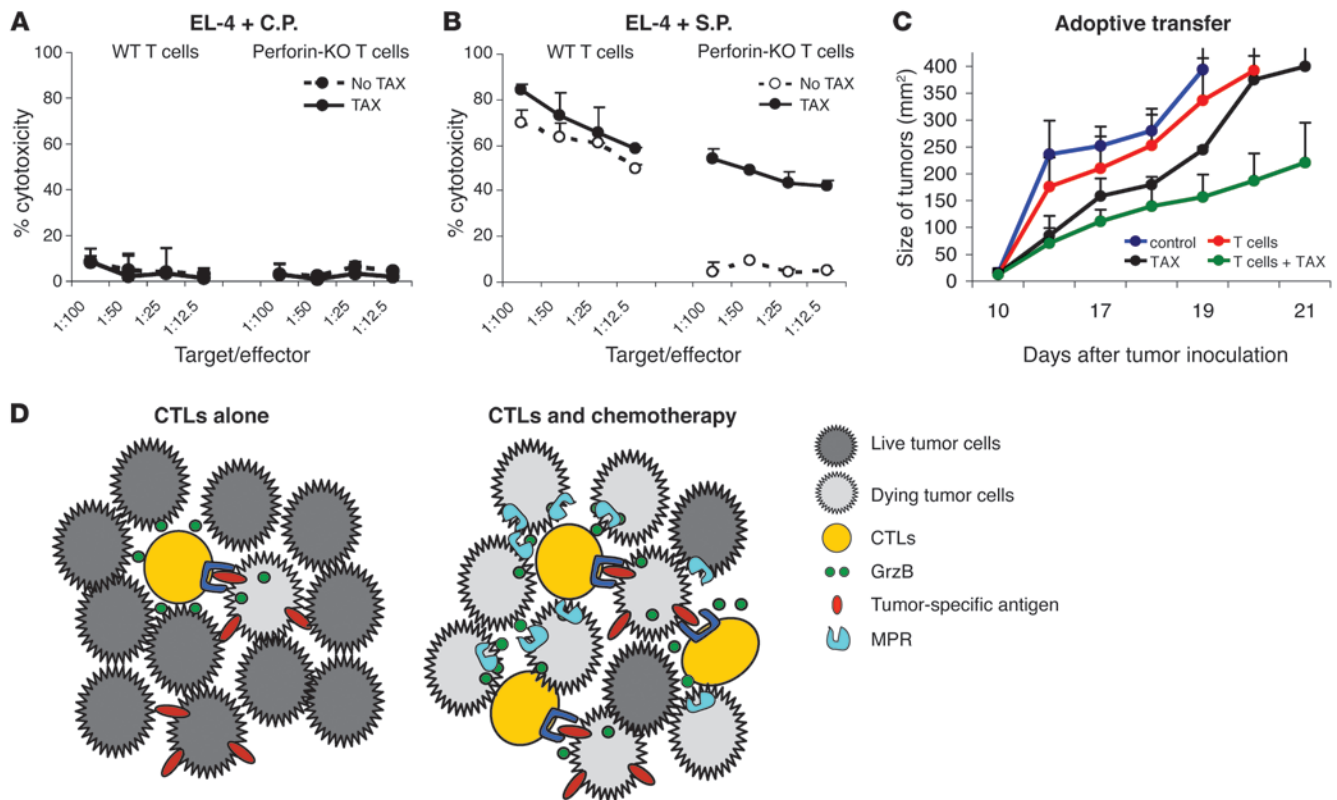 A
EL-4 + C.P.
WT T cells
Perforin-KO T cells
No TAX
TAX
% cytotoxicity
100
80
60
40
20
0
1:100
1:50
1:25
1:12.5
1:100
1:50
1:25
1:12.5
Target/effector
B
EL-4 + S.P.
WT T cells
Perforin-KO T cells
No TAX
TAX
% cytotoxicity
100
80
60
40
20
0
1:100
1:50
1:25
1:12.5
1:100
1:50
1:25
1:12.5
Target/effector
C
Adoptive transfer
Size of tumors (mm²)
400
350
300
250
200
150
100
50
0
control
T cells
TAX
T cells + TAX
10
17
19
21
Days after tumor inoculation
D
CTLs alone
CTLs and chemotherapy
Live tumor cells
Dying tumor cells
CTLs
GrzB
Tumor-specific antigen
MPR